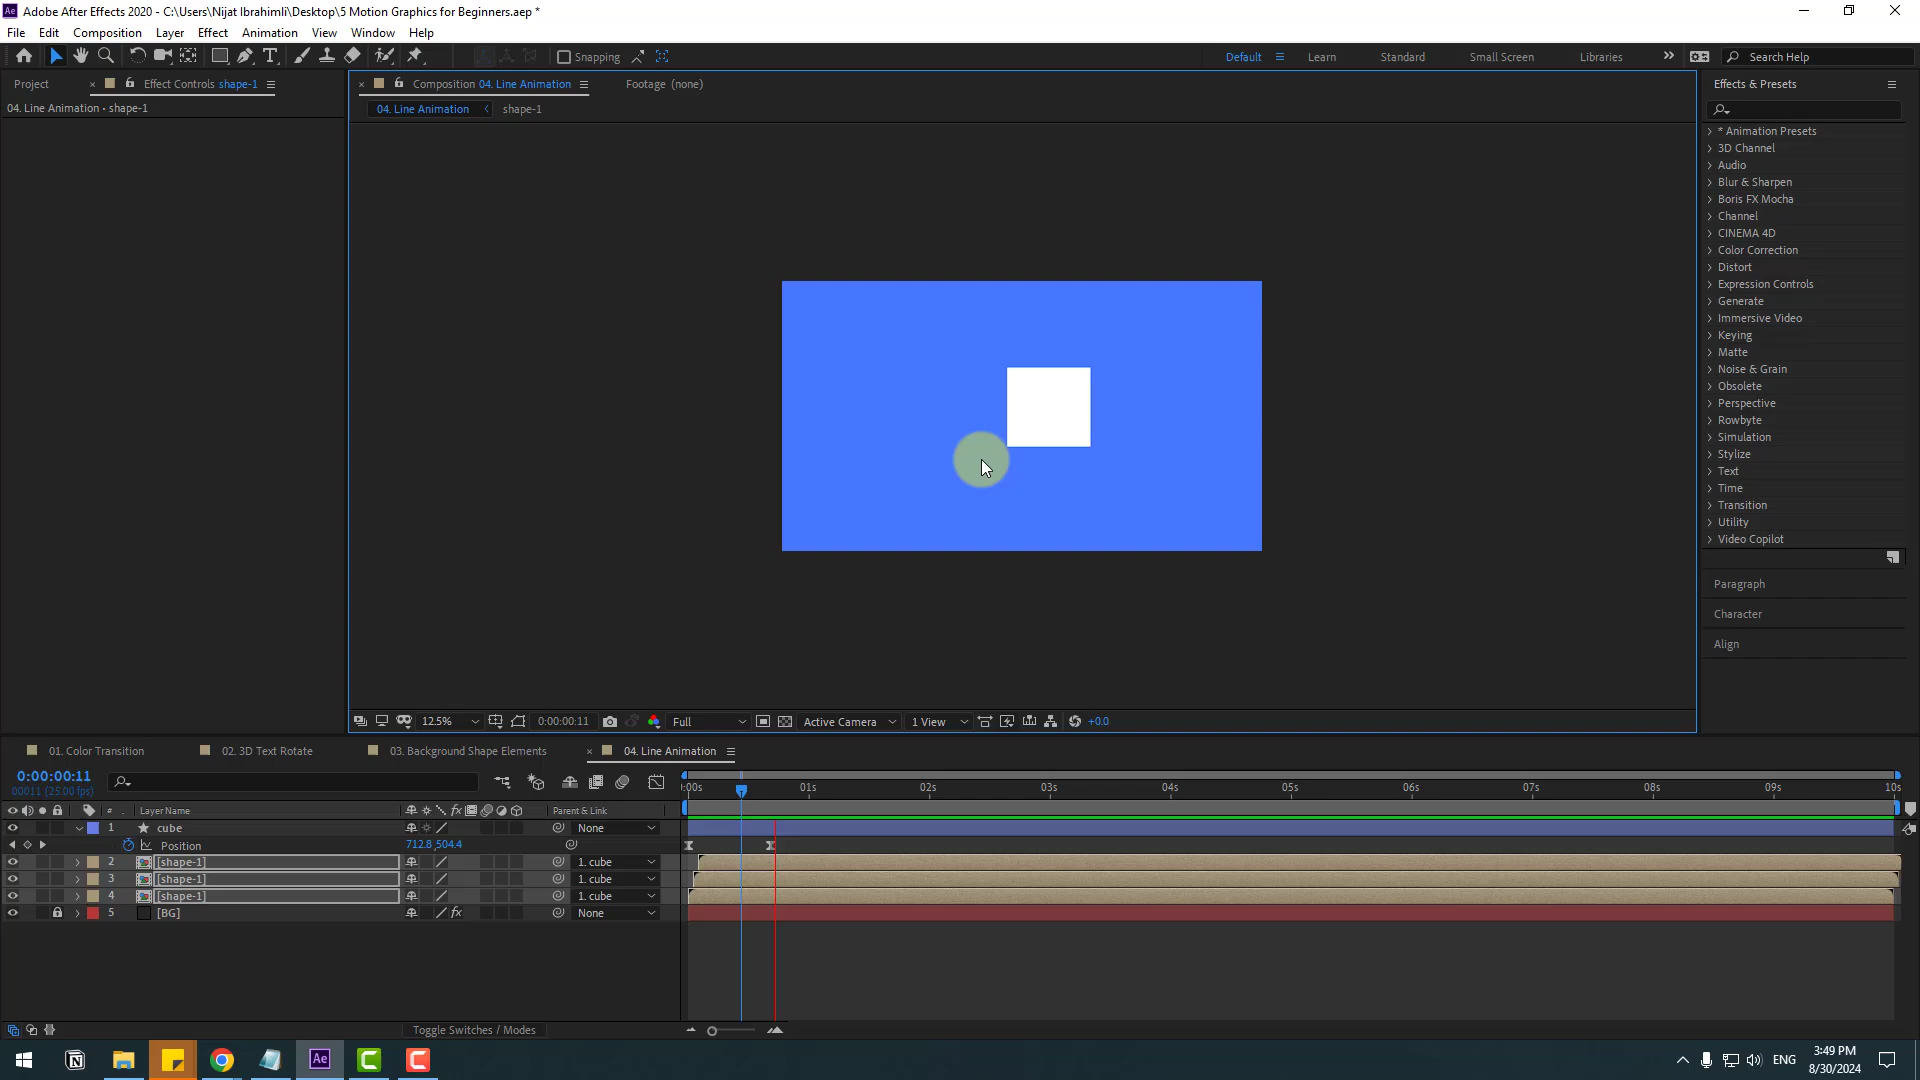 Adobe After Effects 2020 - C:\Users\Nijat Ibrahimli\Desktop\5 Motion Graphics for Beginners.aep *
File Edit Composition Layer Effect Animation View Window Help
Snapping
Default Learn Standard Small Screen Libraries Search Help
Project Effect Controls shape-1
04. Line Animation • shape-1
Composition 04. Line Animation Footage (none)
04. Line Animation shape-1
Effects & Presets
* Animation Presets
3D Channel
Audio
Blur & Sharpen
Boris FX Mocha
Channel
CINEMA 4D
Color Correction
Distort
Expression Controls
Generate
Immersive Video
Keying
Matte
Noise & Grain
Obsolete
Perspective
Rowbyte
Simulation
Stylize
Text
Time
Transition
Utility
Video Copilot
Paragraph
Character
Align
12.5% 0:00:00:11 Full Active Camera 1 View +0.0
01. Color Transition 02. 3D Text Rotate 03. Background Shape Elements 04. Line Animation
0:00:00:11
00011 (25.00 fps)
:00s 01s 02s 03s 04s 05s 06s 07s 08s 09s 10s
# Layer Name fx Parent & Link
1 cube None
Position 712.8,504.4
2 [shape-1] 1. cube
3 [shape-1] 1. cube
4 [shape-1] 1. cube
5 [BG] fx None
Toggle Switches / Modes
Ae ENG 3:49 PM
8/30/2024